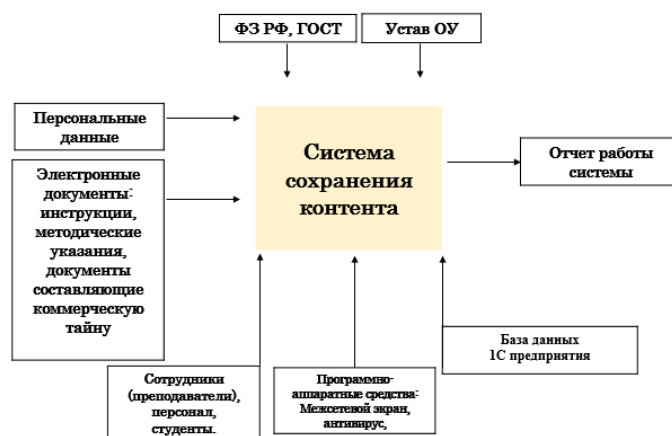 ФЗ РФ, ГОСТ
Устав ОУ
Персональные
данные
Система
сохранения
контента
Отчет работы
системы
Электронные
документы:
инструкции,
методические
указания,
документы
составляющие
коммерческую
тайну
База данных
1С предприятия
Сотрудники
(преподаватели),
персонал,
студенты.
Программно-
аппаратные средства:
Межсетевой экран,
антивирус,